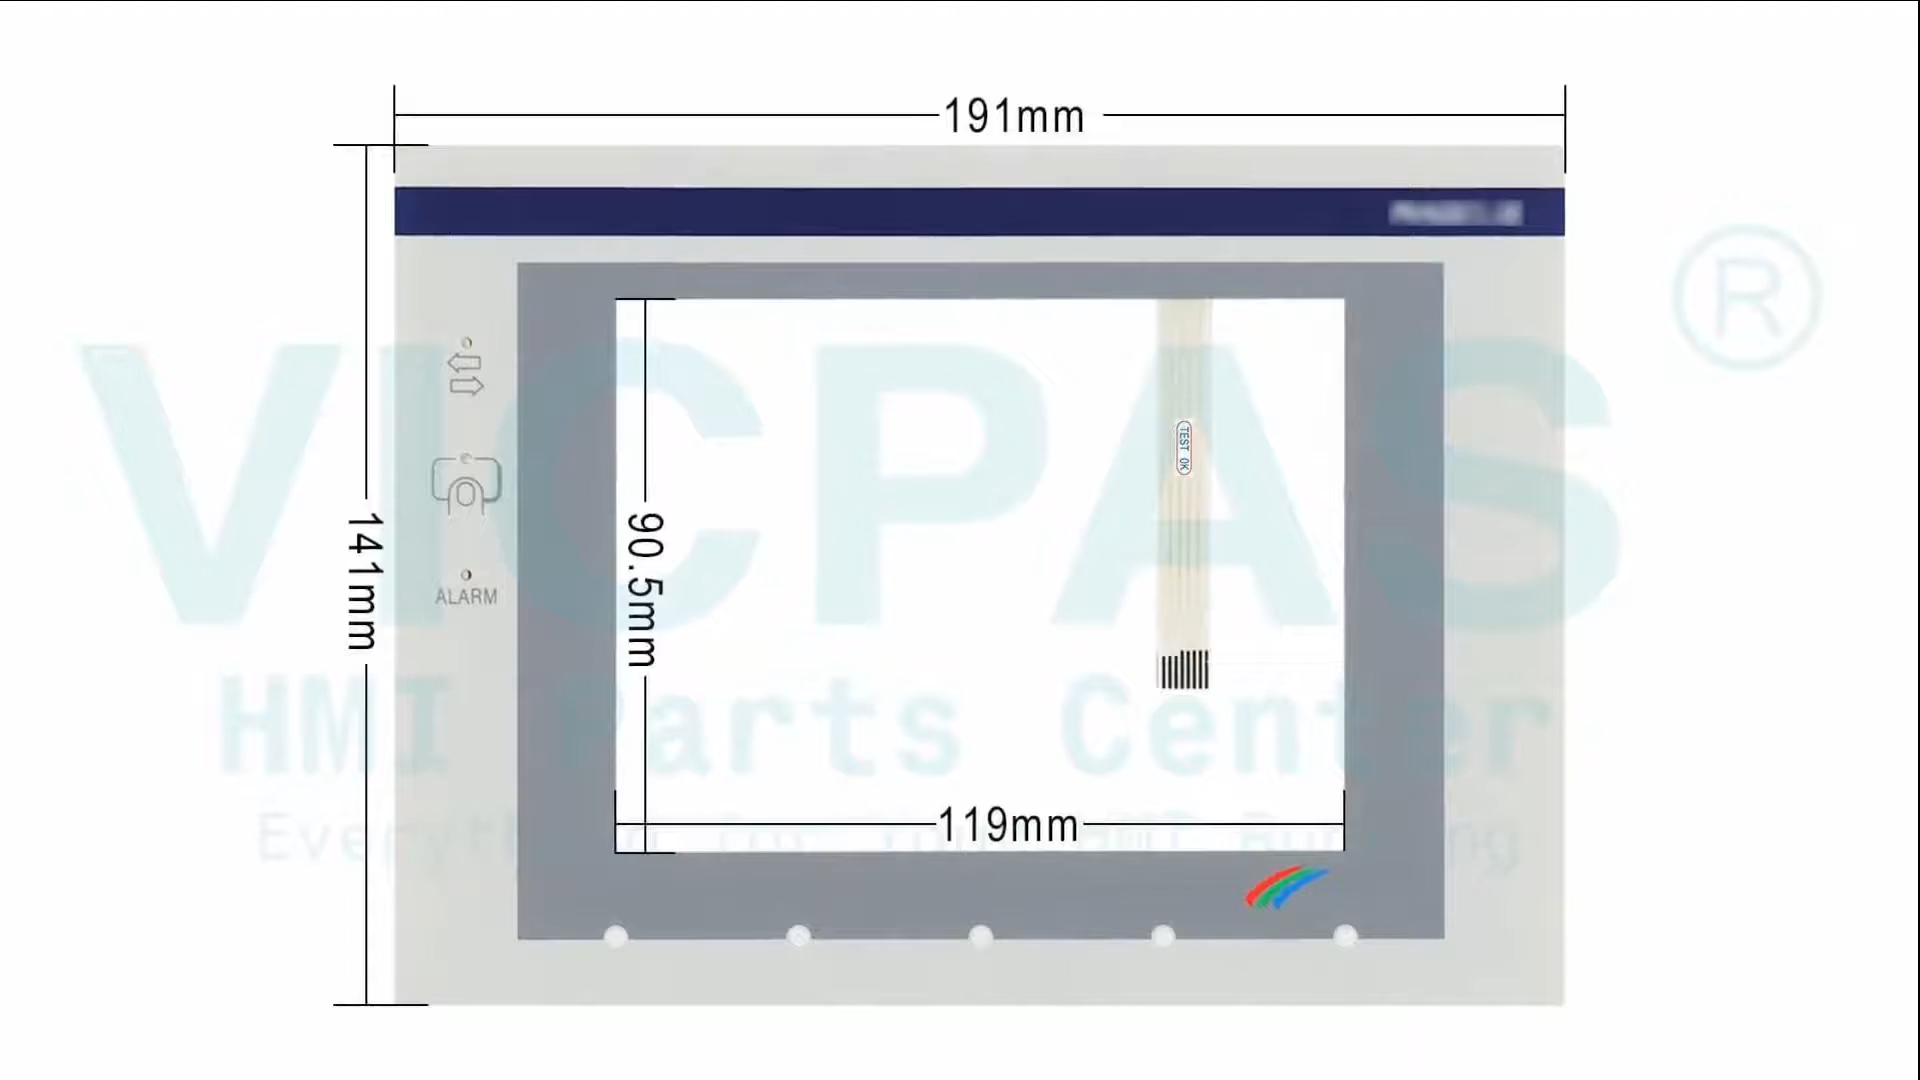 191mm
®
VICPAS
TEST OK
141mm
90.5mm
ALARM
HMI Parts Center
119mm